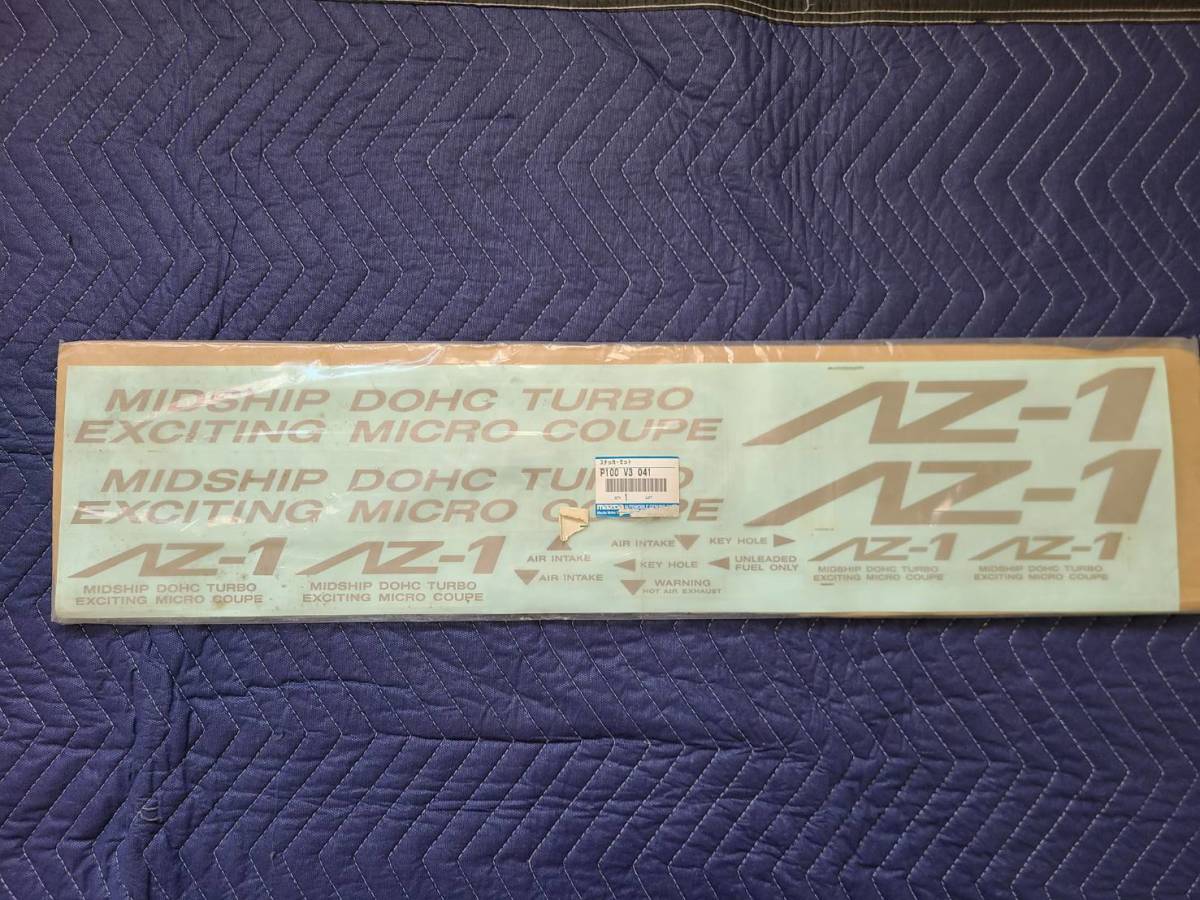 MIDSHIP DOHC TURBO
EXCITING MICRO COUPE
AZ-1
MIDSHIP DOHC TURBO
EXCITING MICRO COUPE
AZ-1
ステッカーセット
P100 V3 041
1
mazda
AZ-1
MIDSHIP DOHC TURBO
EXCITING MICRO COUPE
AZ-1
MIDSHIP DOHC TURBO
EXCITING MICRO COUPE
AIR INTAKE
AIR INTAKE
AIR INTAKE
KEY HOLE
KEY HOLE
UNLEADED
FUEL ONLY
WARNING
HOT AIR EXHAUST
AZ-1
MIDSHIP DOHC TURBO
EXCITING MICRO COUPE
AZ-1
MIDSHIP DOHC TURBO
EXCITING MICRO COUPE